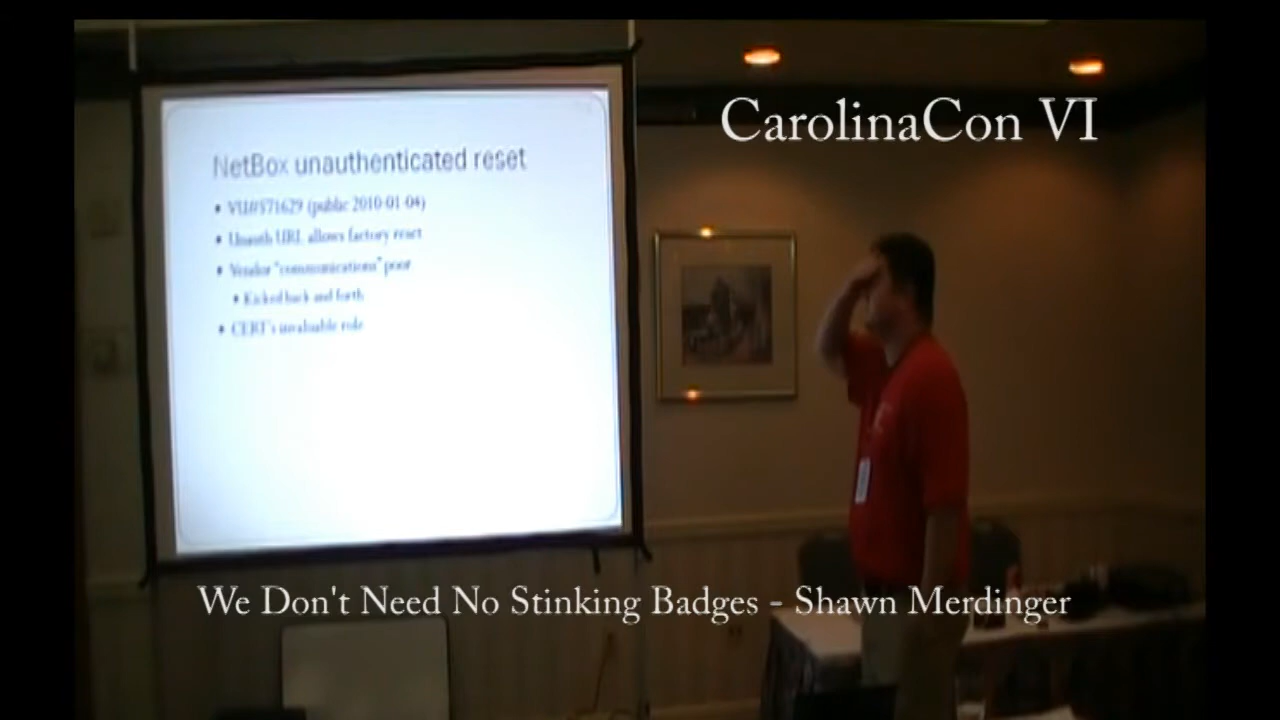 CarolinaCon VI
NetBox unauthenticated reset
• VU#571629 (public 2010-01-04)
• Unauth URL allows factory reset
• Vendor "communications" poor
• Kicked back and forth
• CERT's invaluable role
We Don't Need No Stinking Badges - Shawn Merdinger